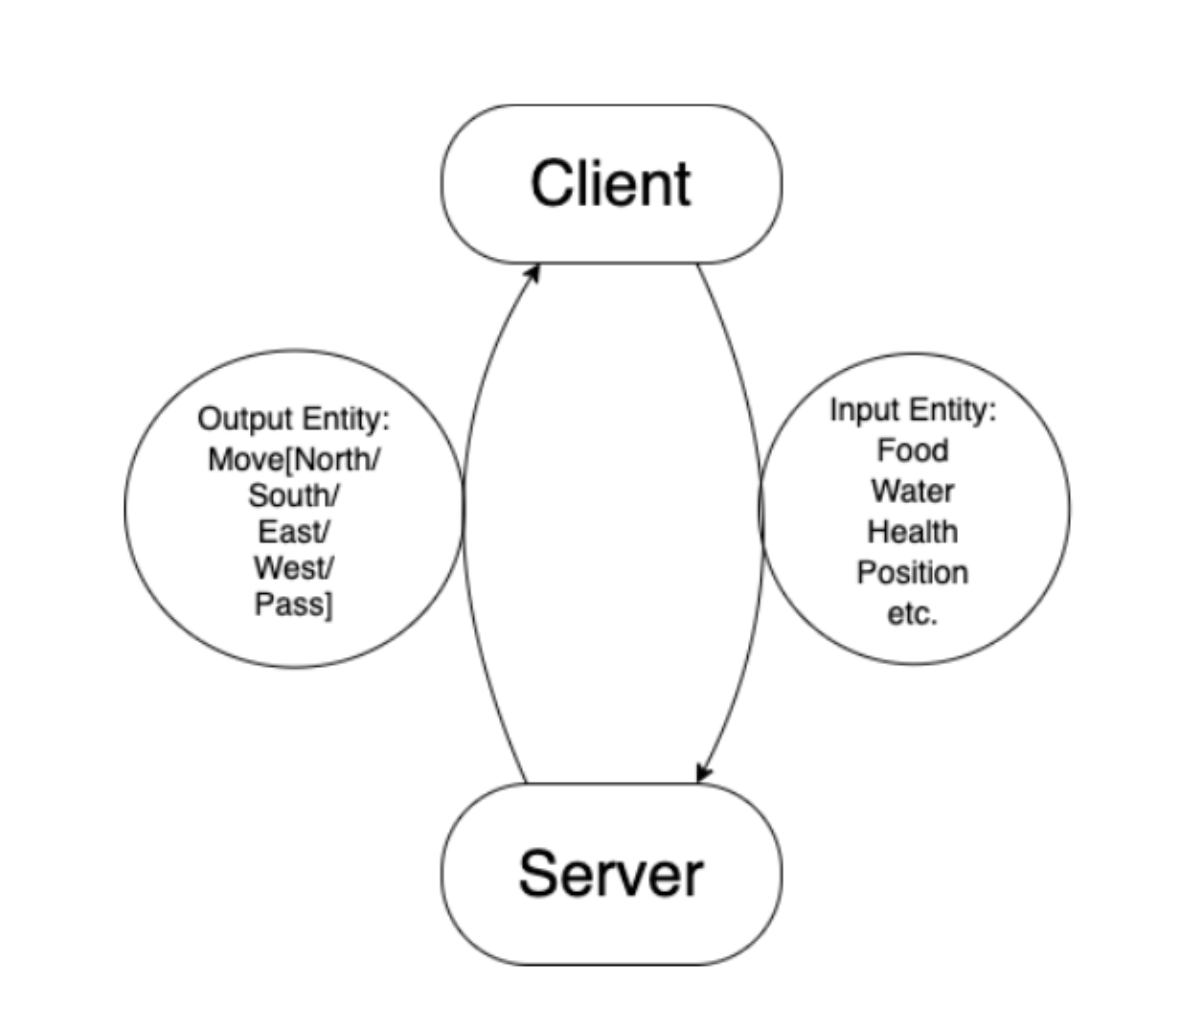 Client
Output Entity:
Move[North/
South/
East/
West/
Pass]
Input Entity:
Food
Water
Health
Position
etc.
Server